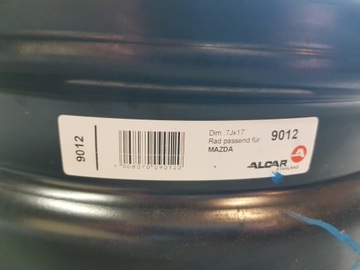 9012
Dim. 7Jx17
9012
Rad passend für
MAZDA
ALCAR